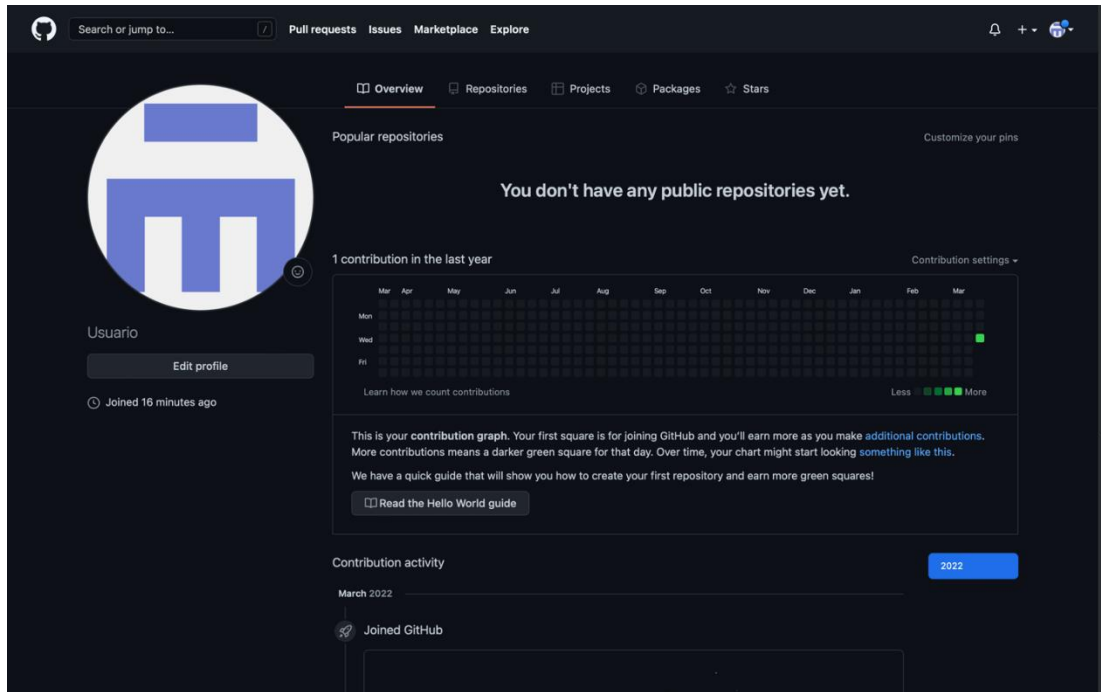 Search or jump to... /
Pull requests Issues Marketplace Explore
Overview Repositories Projects Packages Stars
Usuario
Edit profile
Joined 16 minutes ago
Popular repositories Customize your pins
You don't have any public repositories yet.
1 contribution in the last year Contribution settings
Mar Apr May Jun Jul Aug Sep Oct Nov Dec Jan Feb Mar
Mon
Wed
Fri
Learn how we count contributions Less More
This is your contribution graph. Your first square is for joining GitHub and you'll earn more as you make additional contributions.
More contributions means a darker green square for that day. Over time, your chart might start looking something like this.
We have a quick guide that will show you how to create your first repository and earn more green squares!
Read the Hello World guide
Contribution activity 2022
March 2022
Joined GitHub